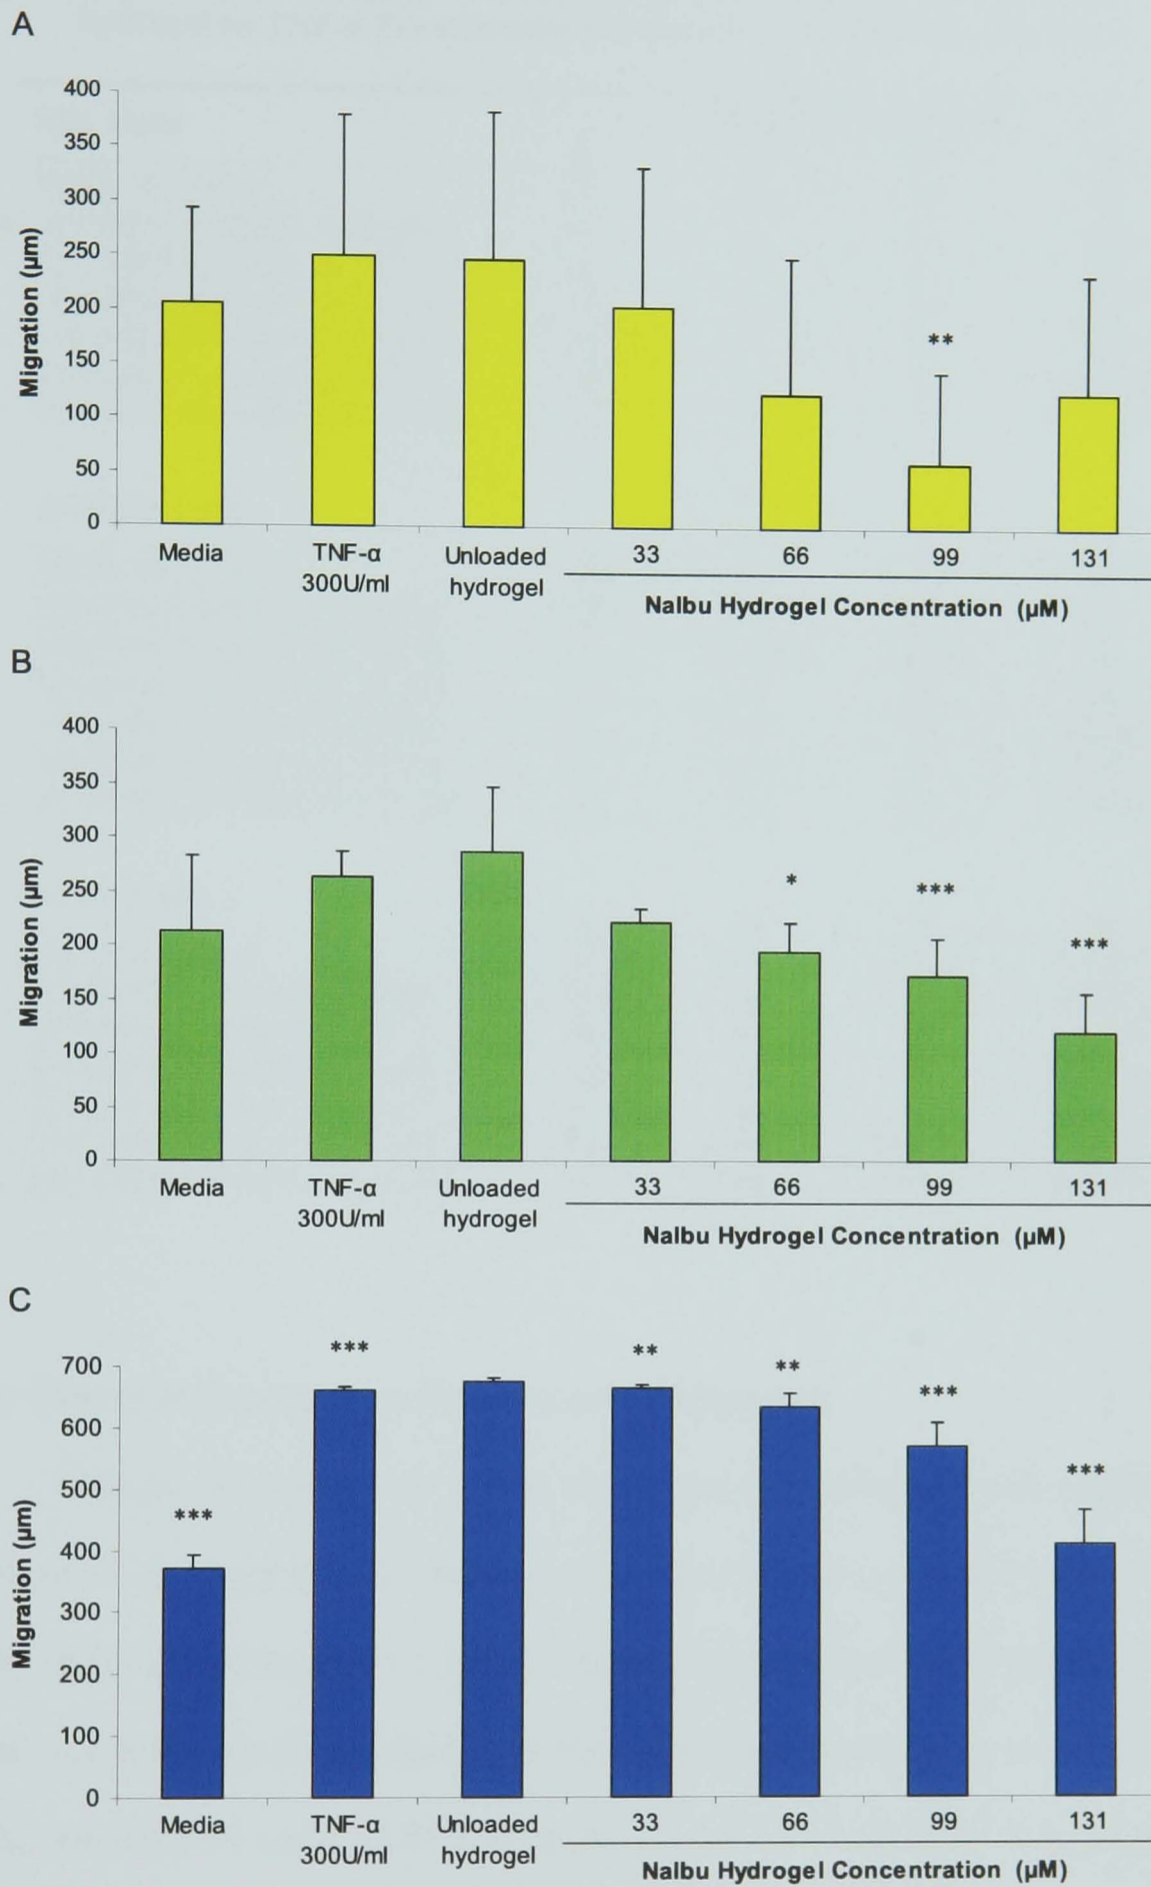 A
400
350
300
250
200
150
100
50
0
Migration (µm)
**
Media
TNF-α
300U/ml
Unloaded
hydrogel
33
66
99
131
Nalbu Hydrogel Concentration (µM)
B
400
350
300
250
200
150
100
50
0
Migration (µm)
*
***
***
Media
TNF-α
300U/ml
Unloaded
hydrogel
33
66
99
131
Nalbu Hydrogel Concentration (µM)
C
700
600
500
400
300
200
100
0
Migration (µm)
***
***
**
**
***
***
Media
TNF-α
300U/ml
Unloaded
hydrogel
33
66
99
131
Nalbu Hydrogel Concentration (µM)